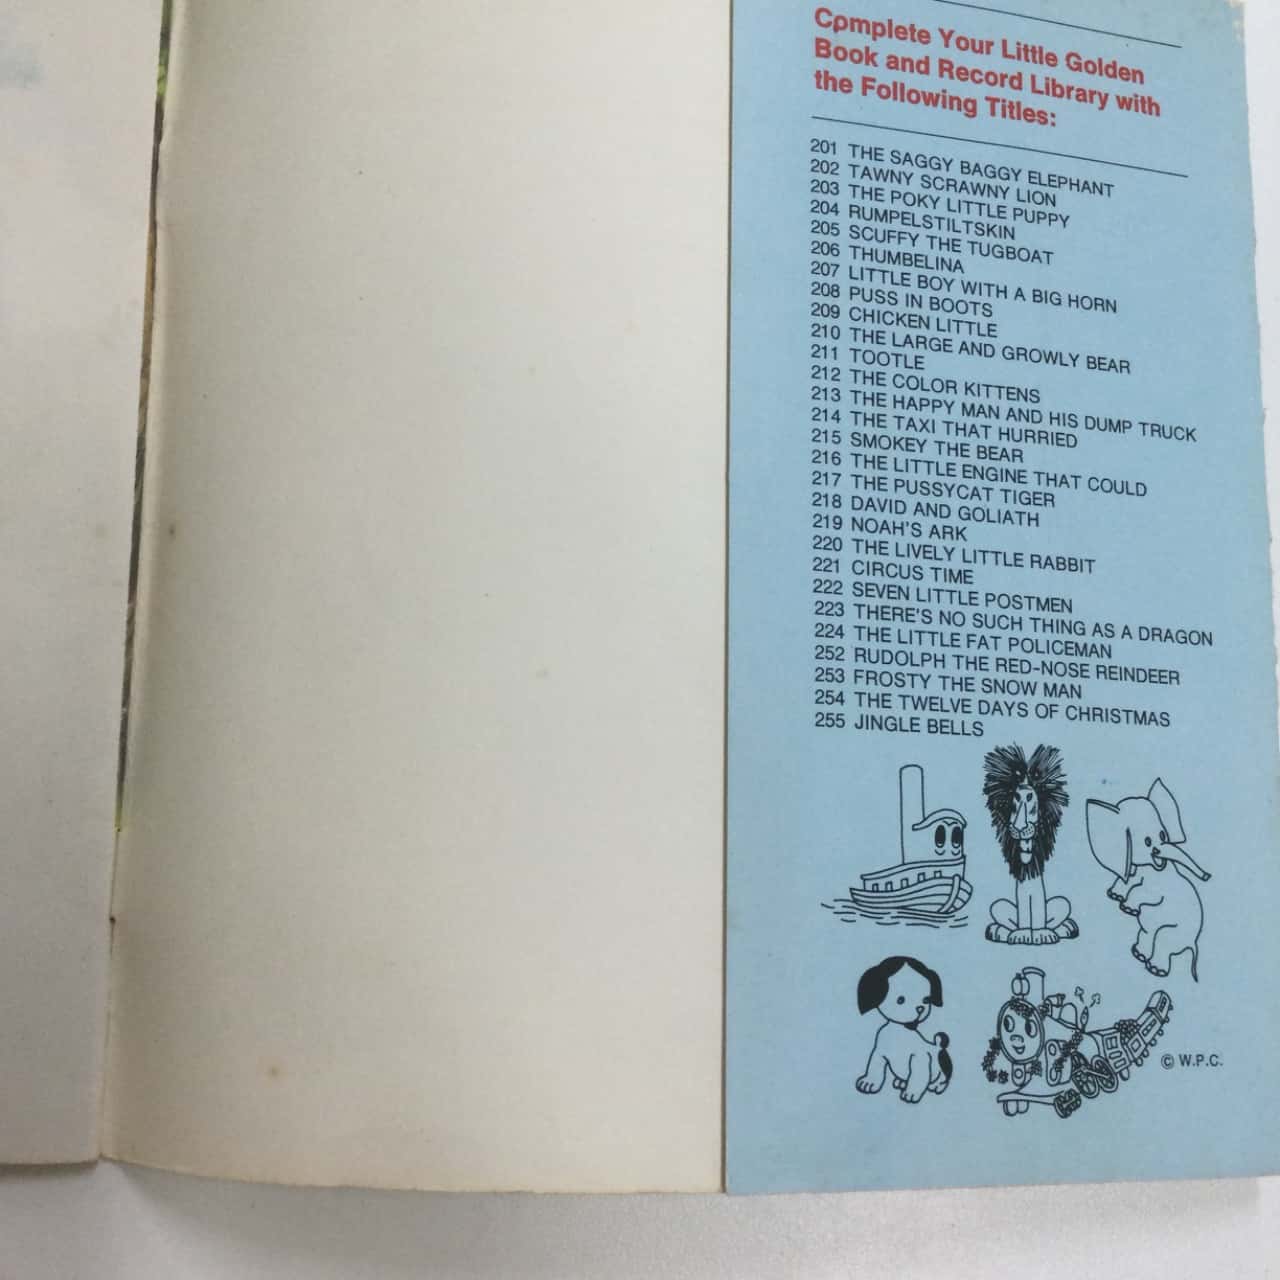 Complete Your Little Golden
Book and Record Library with
the Following Titles:
201 THE SAGGY BAGGY ELEPHANT
202 TAWNY SCRAWNY LION
203 THE POKY LITTLE PUPPY
204 RUMPELSTILTSKIN
205 SCUFFY THE TUGBOAT
206 THUMBELINA
207 LITTLE BOY WITH A BIG HORN
208 PUSS IN BOOTS
209 CHICKEN LITTLE
210 THE LARGE AND GROWLY BEAR
211 TOOTLE
212 THE COLOR KITTENS
213 THE HAPPY MAN AND HIS DUMP TRUCK
214 THE TAXI THAT HURRIED
215 SMOKEY THE BEAR
216 THE LITTLE ENGINE THAT COULD
217 THE PUSSYCAT TIGER
218 DAVID AND GOLIATH
219 NOAH'S ARK
220 THE LIVELY LITTLE RABBIT
221 CIRCUS TIME
222 SEVEN LITTLE POSTMEN
223 THERE'S NO SUCH THING AS A DRAGON
224 THE LITTLE FAT POLICEMAN
252 RUDOLPH THE RED-NOSE REINDEER
253 FROSTY THE SNOW MAN
254 THE TWELVE DAYS OF CHRISTMAS
255 JINGLE BELLS
© W.P.C.